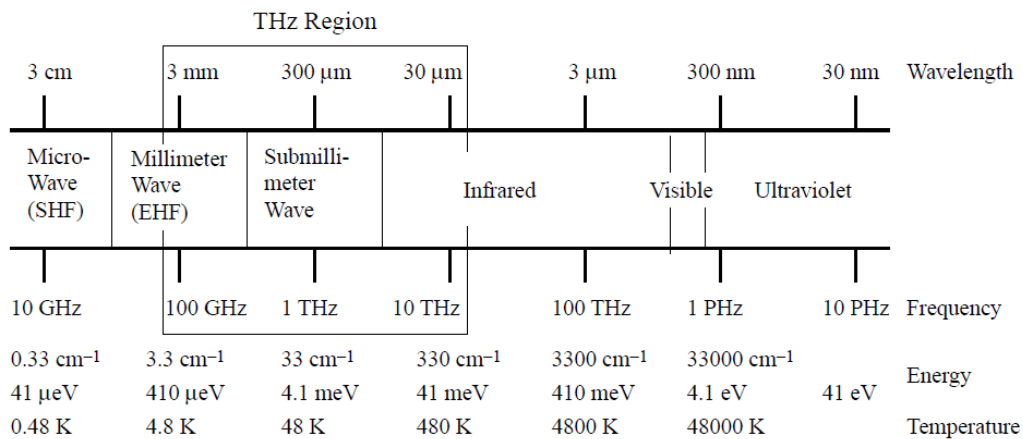 THz Region
3 cm 3 mm 300 μm 30 μm 3 μm 300 nm 30 nm Wavelength
Micro-
Wave
(SHF)
Millimeter
Wave
(EHF)
Submilli-
meter
Wave
Infrared
Visible
Ultraviolet
10 GHz 100 GHz 1 THz 10 THz 100 THz 1 PHz 10 PHz Frequency
0.33 cm⁻¹ 3.3 cm⁻¹ 33 cm⁻¹ 330 cm⁻¹ 3300 cm⁻¹ 33000 cm⁻¹
Energy
41 μeV 410 μeV 4.1 meV 41 meV 410 meV 4.1 eV 41 eV
0.48 K 4.8 K 48 K 480 K 4800 K 48000 K Temperature